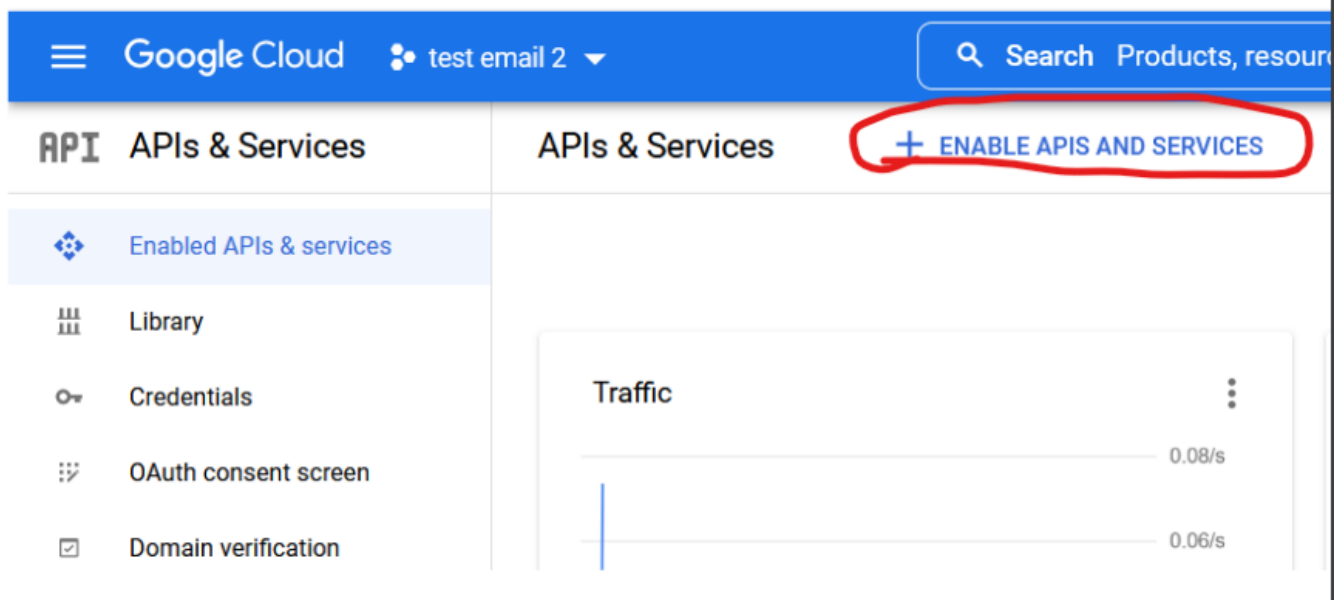 Google Cloud test email 2 Search Products, resour
API APIs & Services
APIs & Services + ENABLE APIS AND SERVICES
Enabled APIs & services
Library
Credentials
OAuth consent screen
Domain verification
Traffic
0.08/s
0.06/s